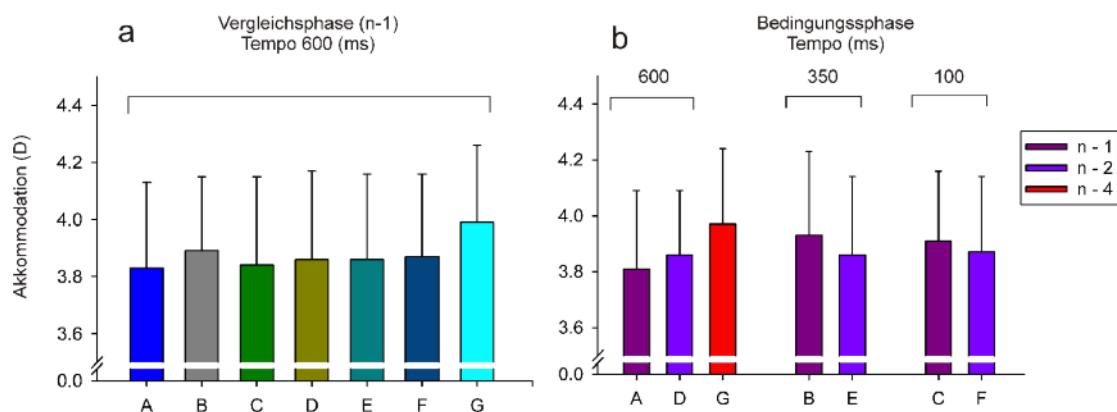 a
Vergleichsphase (n-1)
Tempo 600 (ms)
Akkommodation (D)
4.4
4.2
4.0
3.8
3.6
0.0
A B C D E F G
b
Bedingungssphase
Tempo (ms)
600 350 100
4.4
4.2
4.0
3.8
3.6
0.0
A D G B E C F
n - 1
n - 2
n - 4